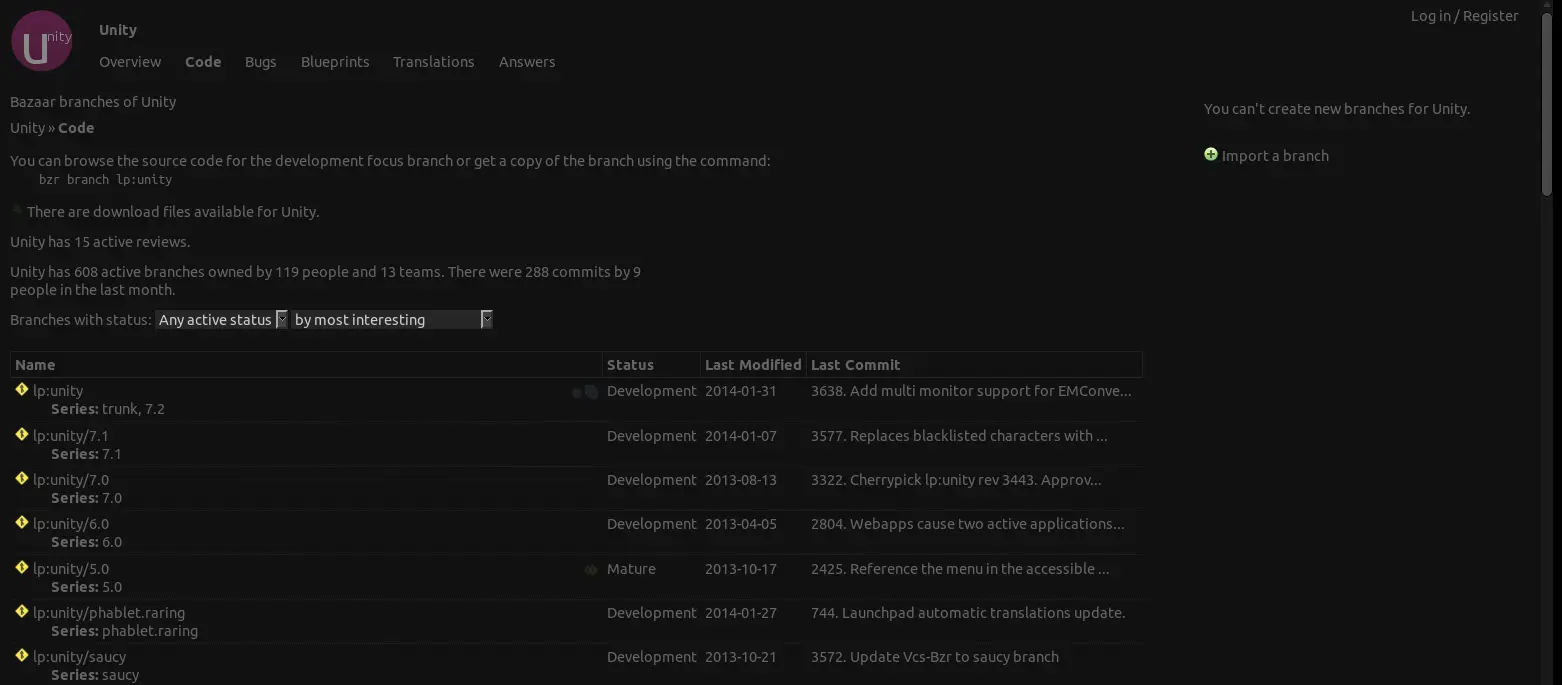 Unity
Unity
Log in / Register
Overview Code Bugs Blueprints Translations Answers
Bazaar branches of Unity
You can't create new branches for Unity.
Unity » Code
Import a branch
You can browse the source code for the development focus branch or get a copy of the branch using the command:
bzr branch lp:unity
There are download files available for Unity.
Unity has 15 active reviews.
Unity has 608 active branches owned by 119 people and 13 teams. There were 288 commits by 9
people in the last month.
Branches with status: Any active status by most interesting
Name Status Last Modified Last Commit
lp:unity Development 2014-01-31 3638. Add multi monitor support for EMConve...
Series: trunk, 7.2
lp:unity/7.1 Development 2014-01-07 3577. Replaces blacklisted characters with ...
Series: 7.1
lp:unity/7.0 Development 2013-08-13 3322. Cherrypick lp:unity rev 3443. Approv...
Series: 7.0
lp:unity/6.0 Development 2013-04-05 2804. Webapps cause two active applications...
Series: 6.0
lp:unity/5.0 Mature 2013-10-17 2425. Reference the menu in the accessible ...
Series: 5.0
lp:unity/phablet.raring Development 2014-01-27 744. Launchpad automatic translations update.
Series: phablet.raring
lp:unity/saucy Development 2013-10-21 3572. Update Vcs-Bzr to saucy branch
Series: saucy